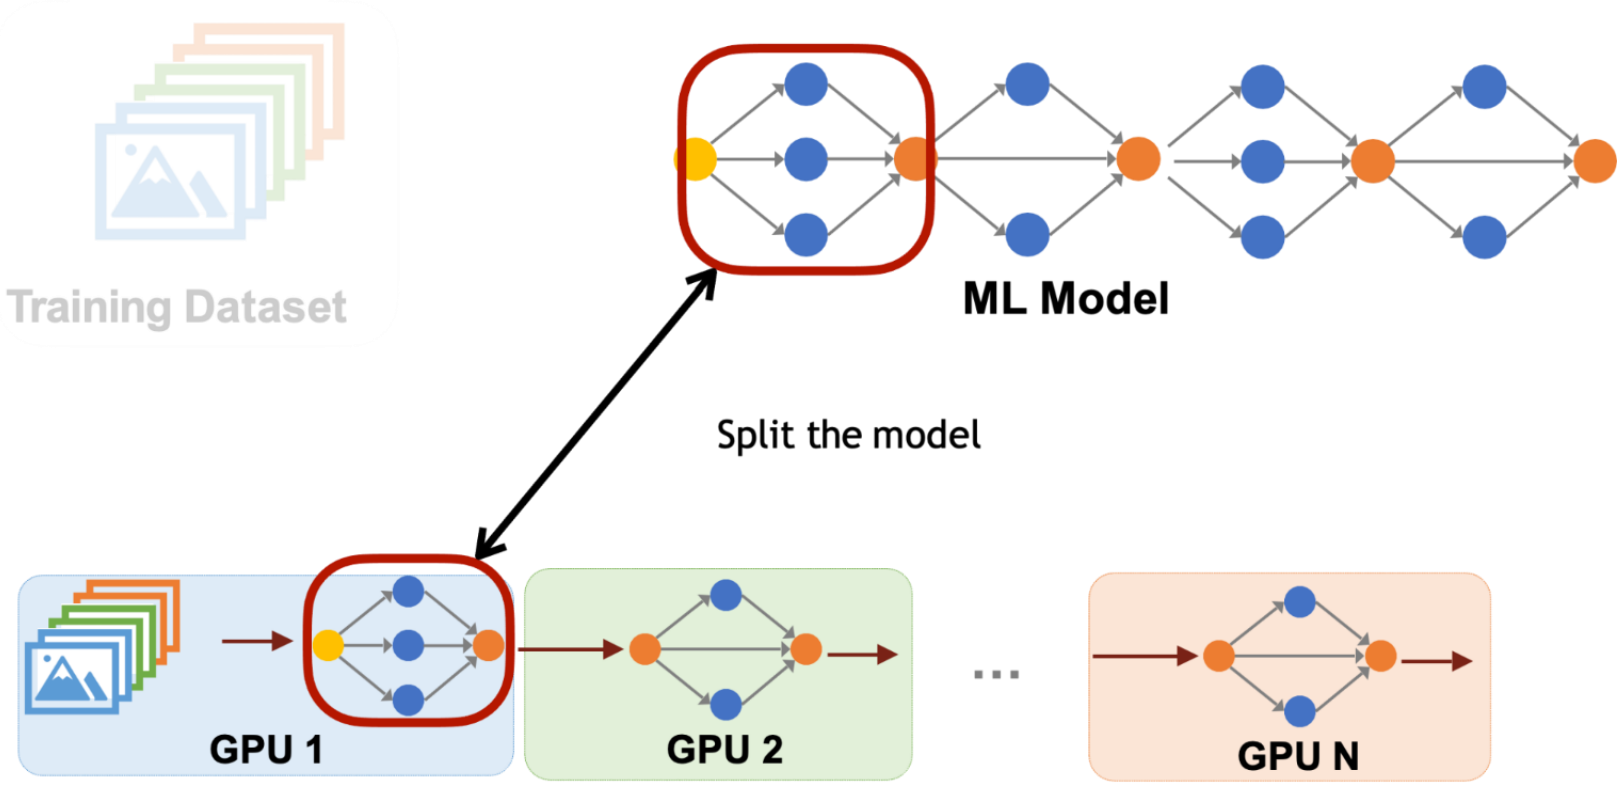 Training Dataset
ML Model
Split the model
...
GPU 1
GPU 2
GPU N